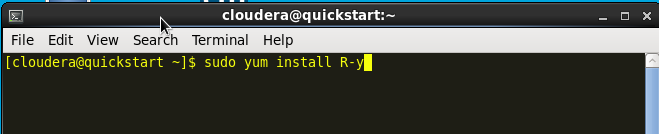 cloudera@quickstart:~
File Edit View Search Terminal Help
[cloudera@quickstart ~]$ sudo yum install R-y